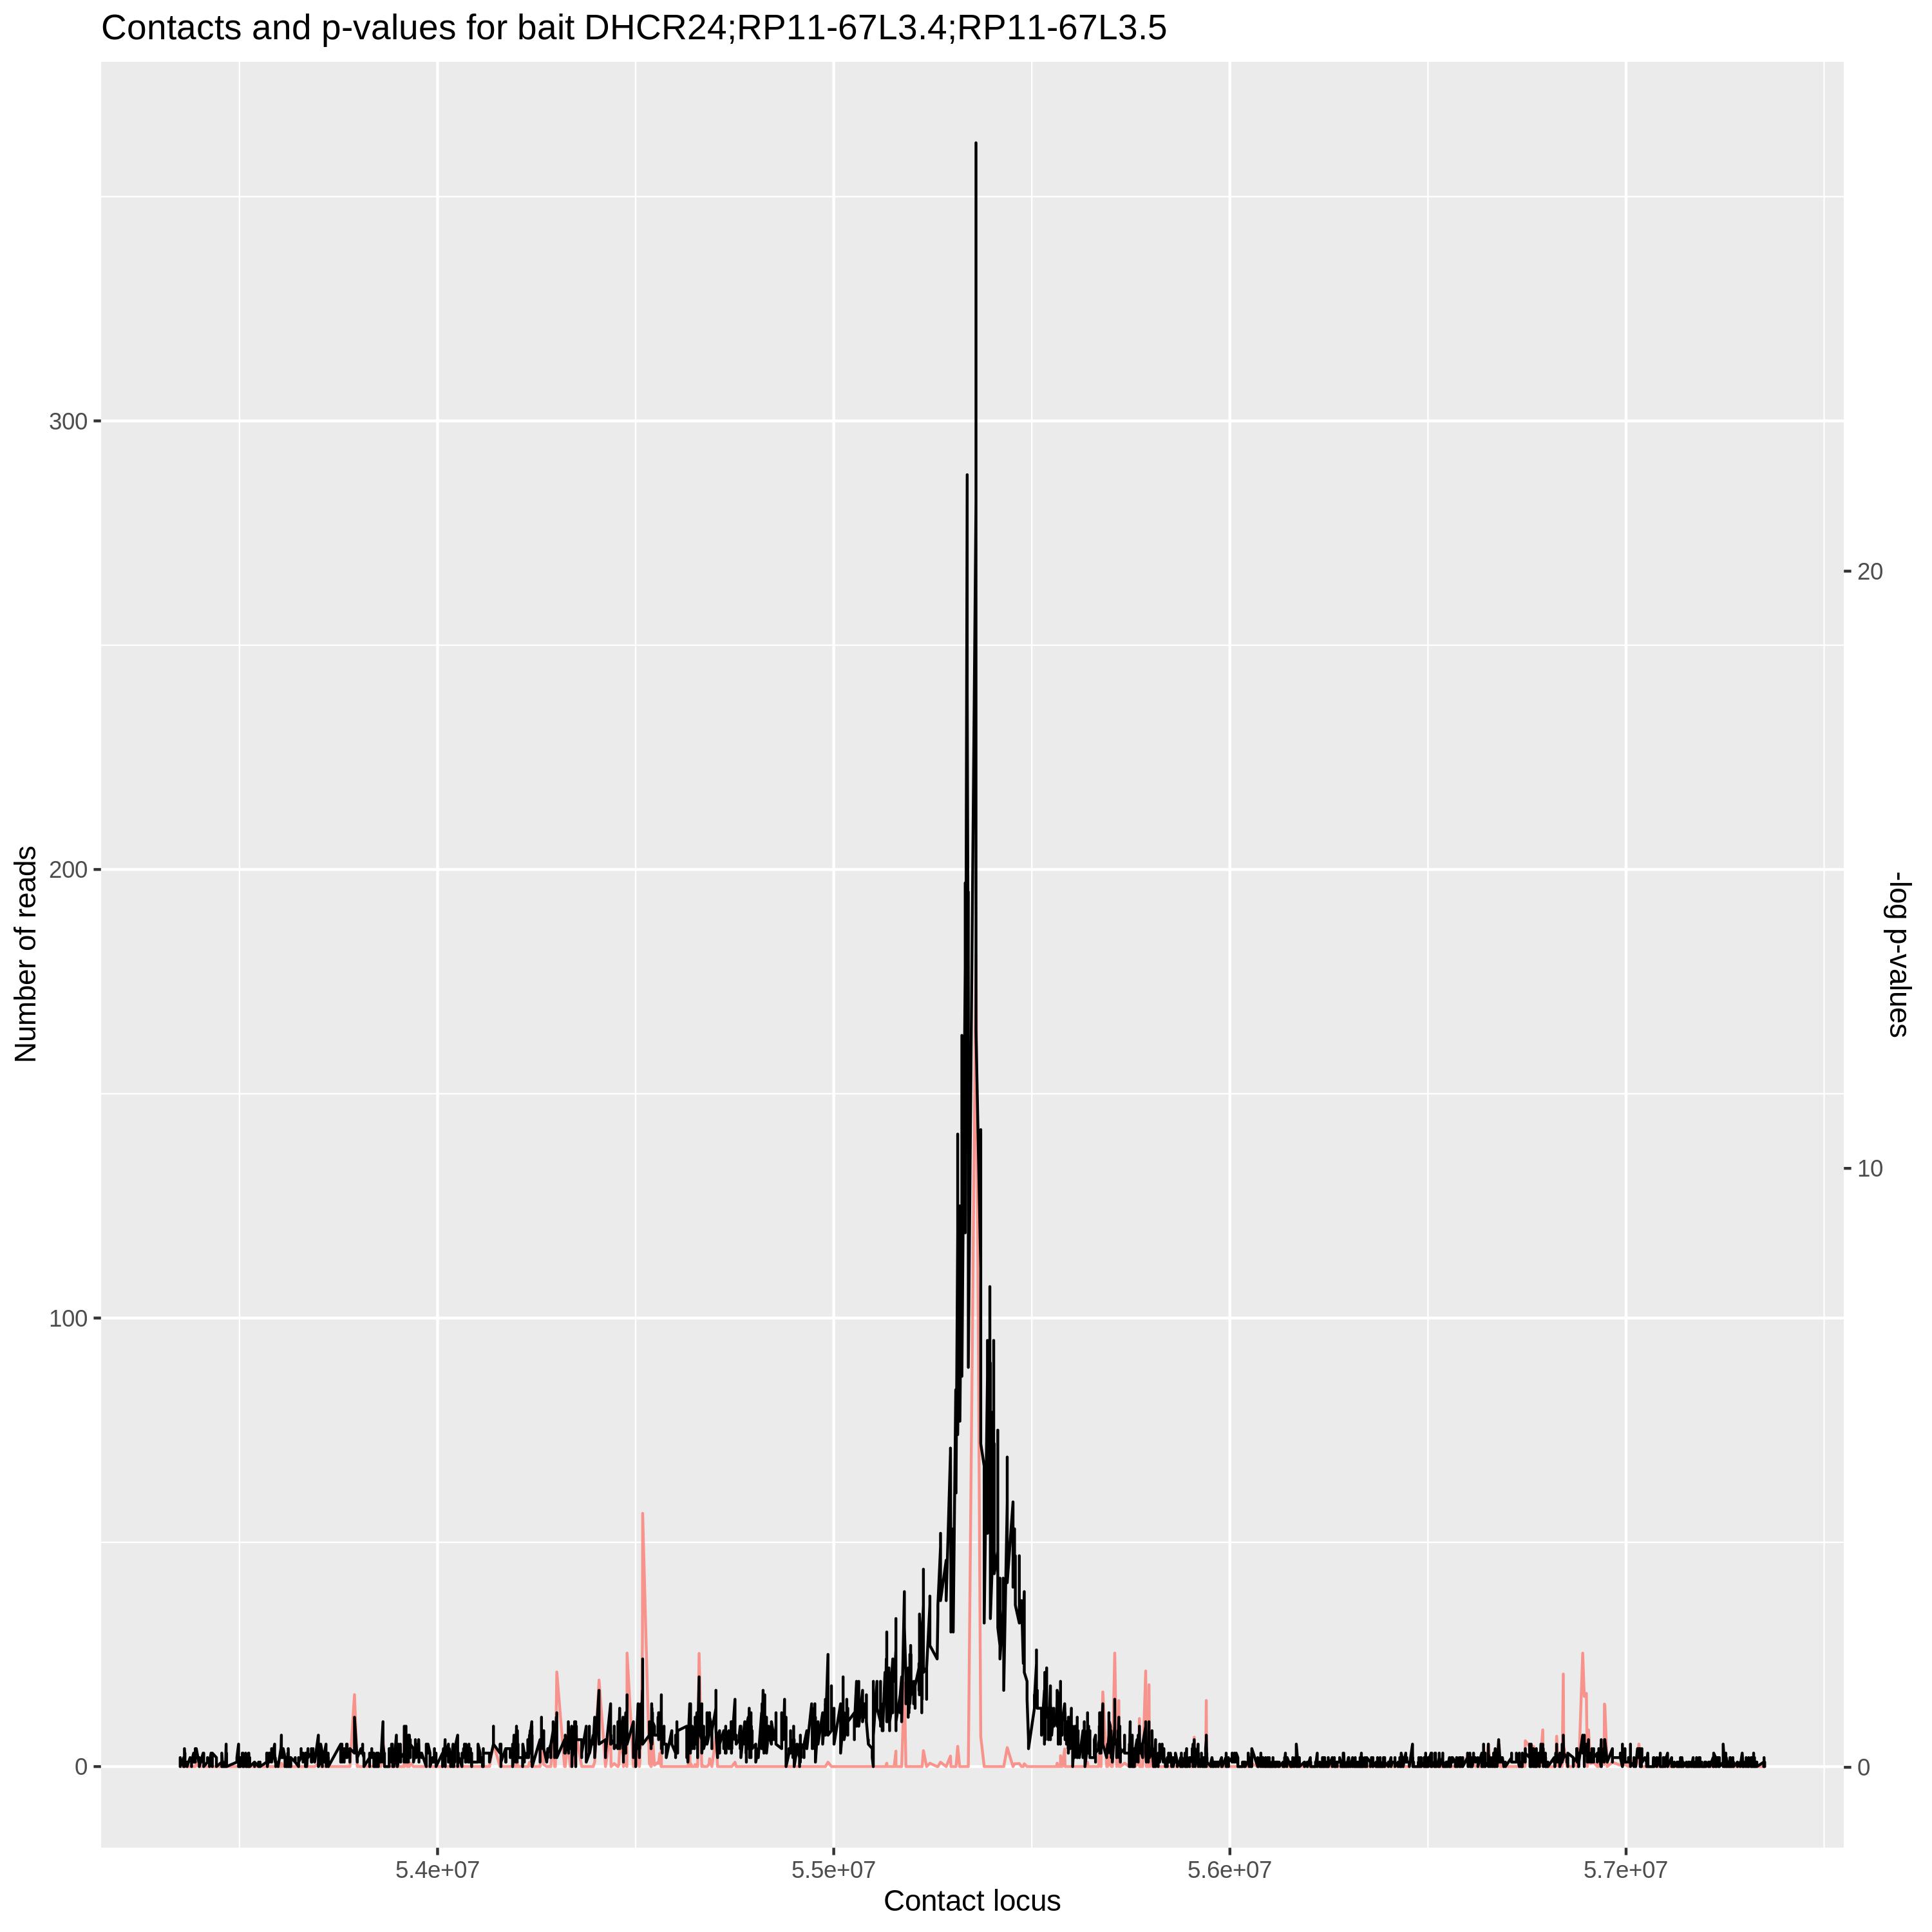 Contacts and p-values for bait DHCR24;RP11-67L3.4;RP11-67L3.5
Number of reads
300
200
100
0
20
10
0
-log p-values
5.4e+07
5.5e+07
5.6e+07
5.7e+07
Contact locus